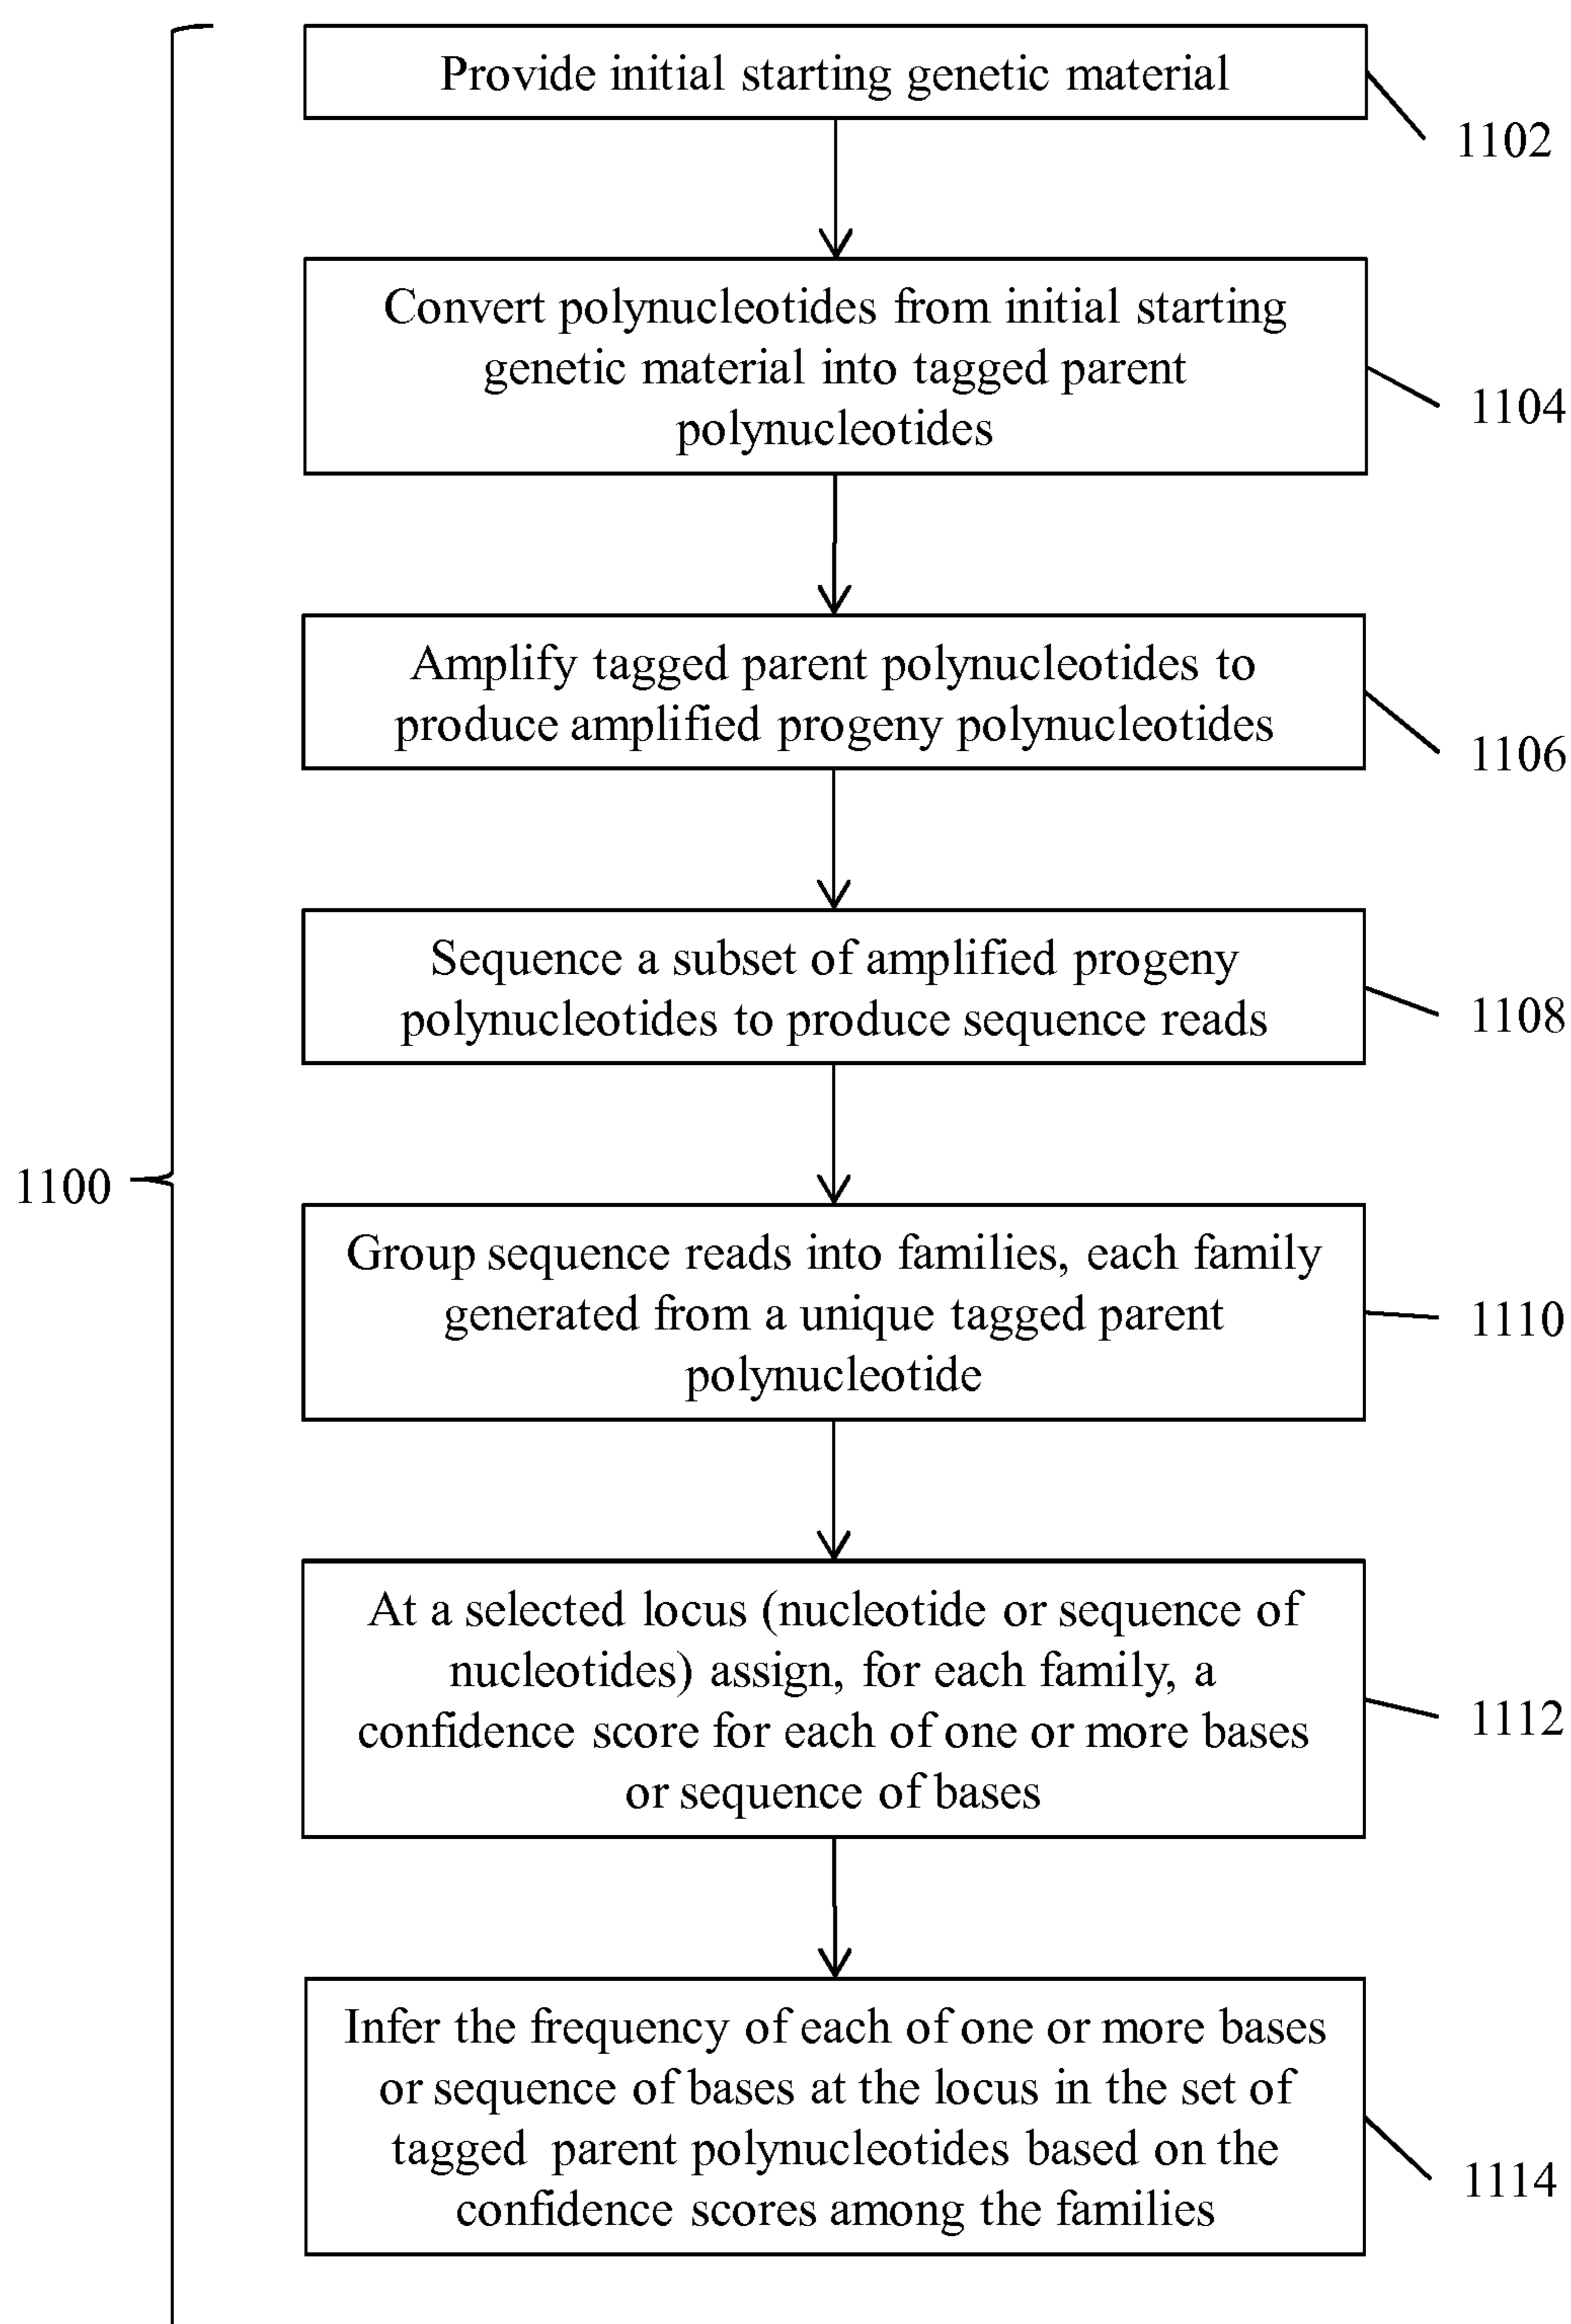 Provide initial starting genetic material
1102
Convert polynucleotides from initial starting
genetic material into tagged parent
polynucleotides
1104
Amplify tagged parent polynucleotides to
produce amplified progeny polynucleotides
1106
Sequence a subset of amplified progeny
polynucleotides to produce sequence reads
1108
1100
Group sequence reads into families, each family
generated from a unique tagged parent
polynucleotide
1110
At a selected locus (nucleotide or sequence of
nucleotides) assign, for each family, a
confidence score for each of one or more bases
or sequence of bases
1112
Infer the frequency of each of one or more bases
or sequence of bases at the locus in the set of
tagged parent polynucleotides based on the
confidence scores among the families
1114